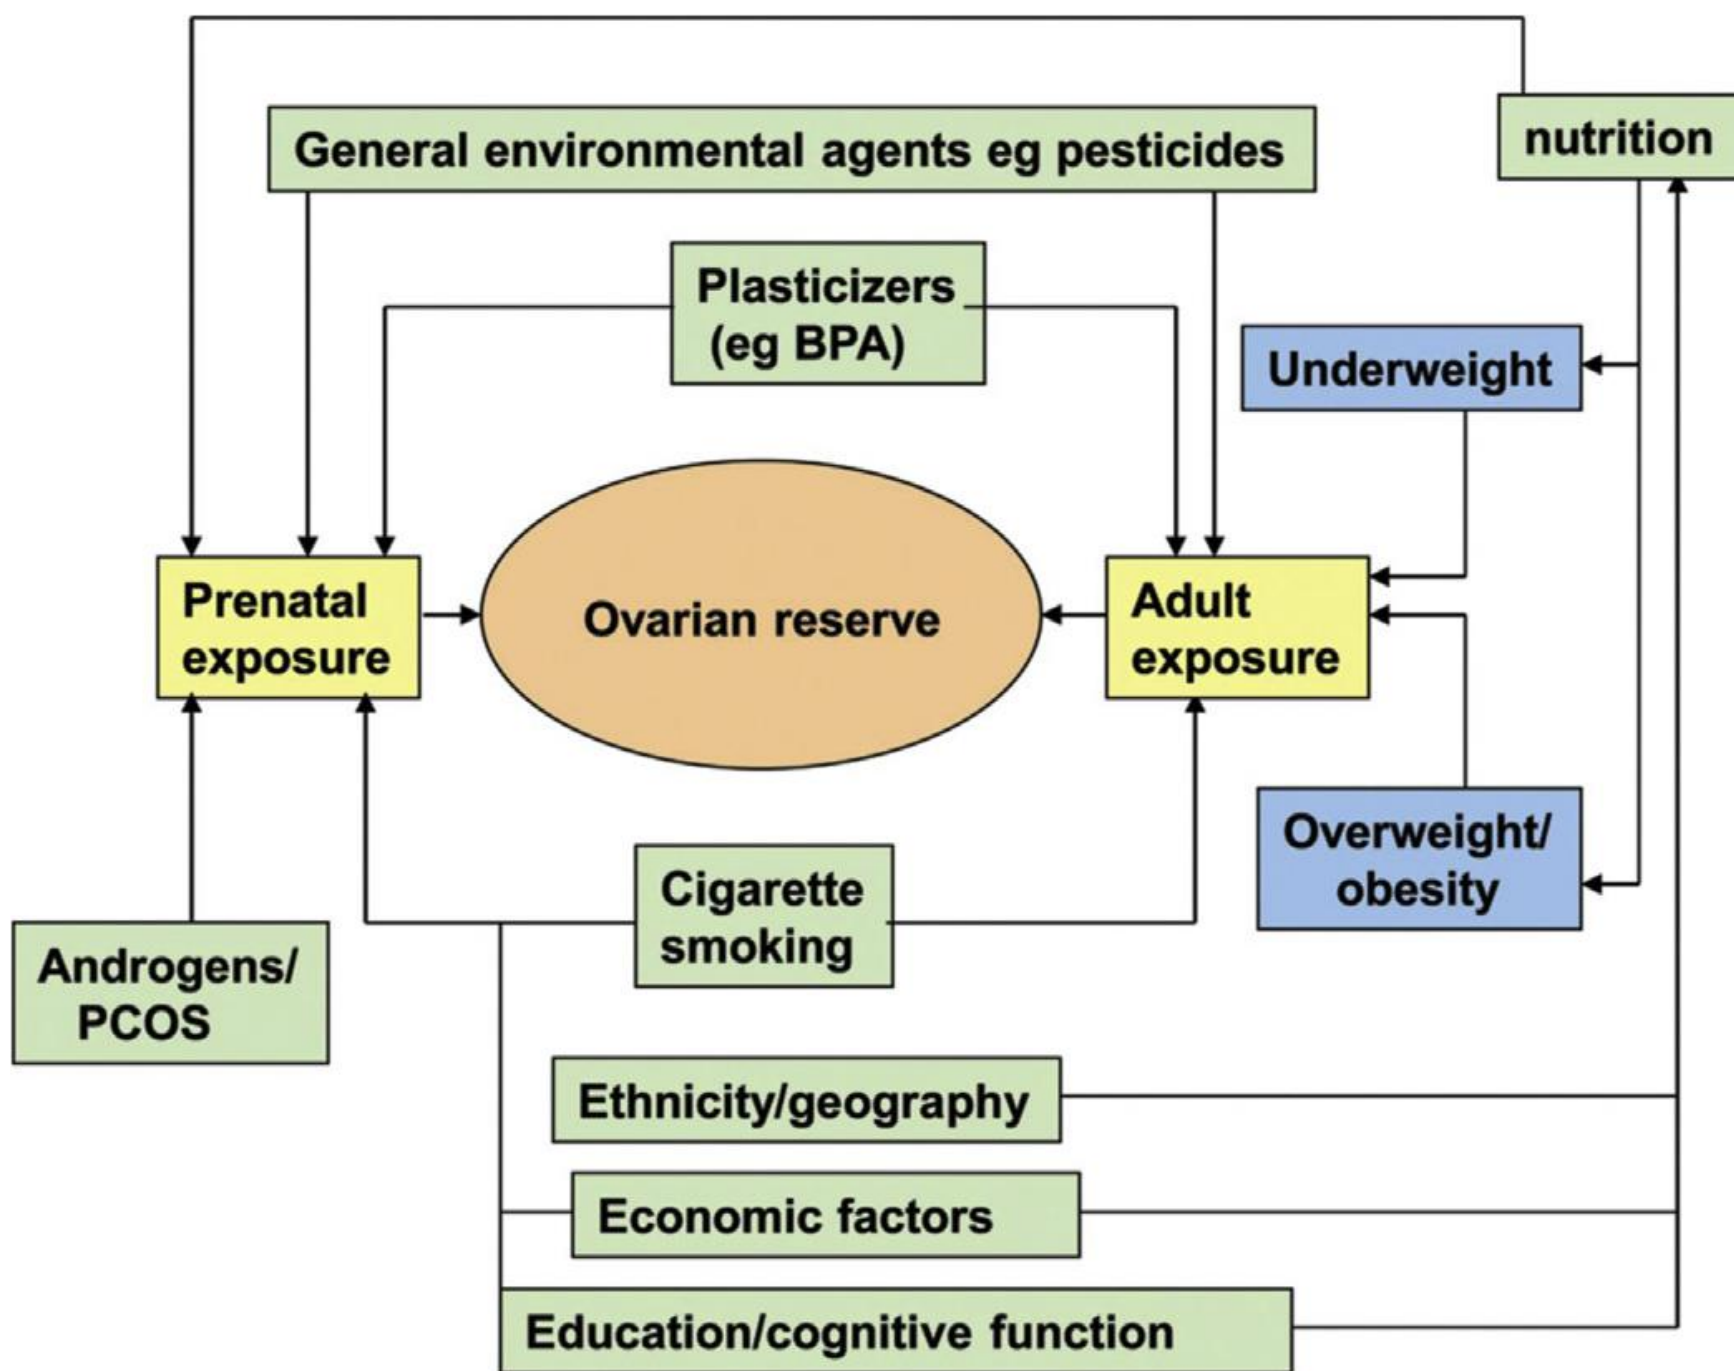 General environmental agents eg pesticides
nutrition
Plasticizers
(eg BPA)
Underweight
Prenatal
exposure
Ovarian reserve
Adult
exposure
Overweight/
obesity
Cigarette
smoking
Androgens/
PCOS
Ethnicity/geography
Economic factors
Education/cognitive function